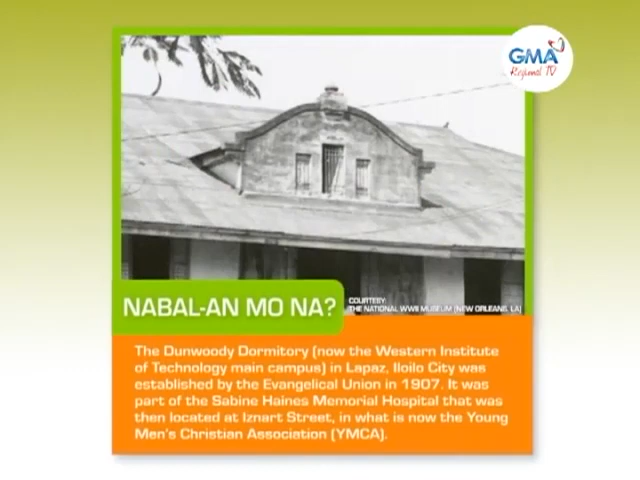 GMA
Regional TV
NABAL-AN MO NA?
COURTESY:
THE NATIONAL WWII MUSEUM (NEW ORLEANS, LA)
The Dunwoody Dormitory (now the Western Institute
of Technology main campus) in Lapaz, Iloilo City was
established by the Evangelical Union in 1907. It was
part of the Sabine Haines Memorial Hospital that was
then located at Iznart Street, in what is now the Young
Men's Christian Association (YMCA).